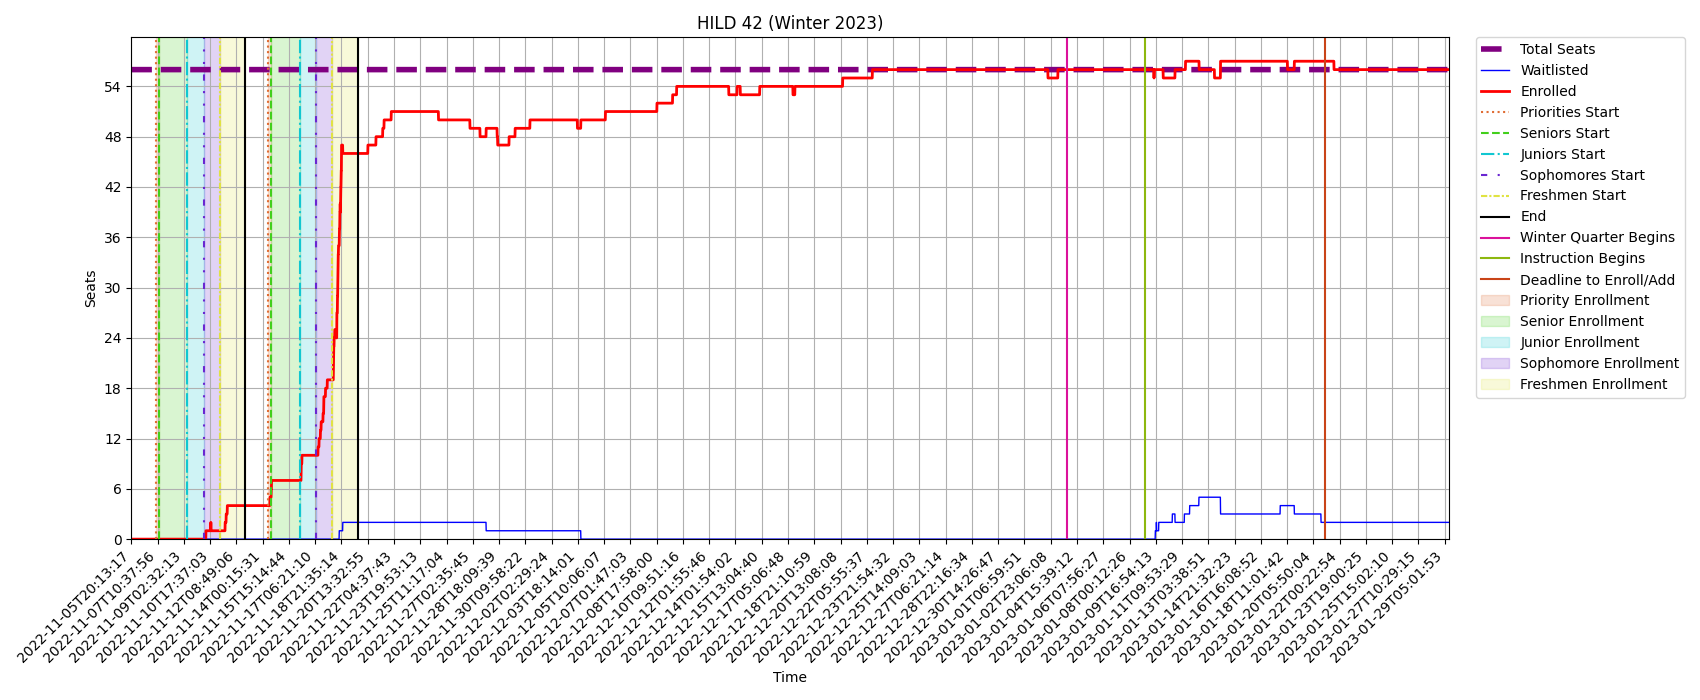 HILD 42 (Winter 2023)
Seats
54
48
42
36
30
24
18
12
6
0
2022-11-05T20:13:17
2022-11-07T10:37:56
2022-11-09T02:32:13
2022-11-10T17:37:03
2022-11-12T08:49:06
2022-11-14T00:15:31
2022-11-15T15:14:44
2022-11-17T06:21:10
2022-11-18T21:35:14
2022-11-20T13:32:55
2022-11-22T04:37:43
2022-11-23T19:53:13
2022-11-25T11:17:04
2022-11-27T02:35:45
2022-11-28T18:09:39
2022-11-30T09:58:22
2022-12-02T02:29:24
2022-12-03T18:14:01
2022-12-05T10:06:07
2022-12-07T01:47:03
2022-12-08T17:58:00
2022-12-10T09:51:16
2022-12-12T01:55:46
2022-12-14T01:54:02
2022-12-15T13:04:40
2022-12-17T05:06:48
2022-12-18T21:10:59
2022-12-20T13:08:08
2022-12-22T05:55:37
2022-12-23T21:54:32
2022-12-25T14:09:03
2022-12-27T06:21:14
2022-12-28T22:16:34
2022-12-30T14:26:47
2023-01-01T06:59:51
2023-01-02T23:06:08
2023-01-04T15:39:12
2023-01-06T07:56:27
2023-01-08T00:12:26
2023-01-09T16:54:13
2023-01-11T09:53:29
2023-01-13T03:38:51
2023-01-14T21:32:23
2023-01-16T16:08:52
2023-01-18T11:01:42
2023-01-20T05:50:04
2023-01-22T00:22:54
2023-01-23T19:00:25
2023-01-25T15:02:10
2023-01-27T10:29:15
2023-01-29T05:01:53
Time
Total Seats
Waitlisted
Enrolled
Priorities Start
Seniors Start
Juniors Start
Sophomores Start
Freshmen Start
End
Winter Quarter Begins
Instruction Begins
Deadline to Enroll/Add
Priority Enrollment
Senior Enrollment
Junior Enrollment
Sophomore Enrollment
Freshmen Enrollment